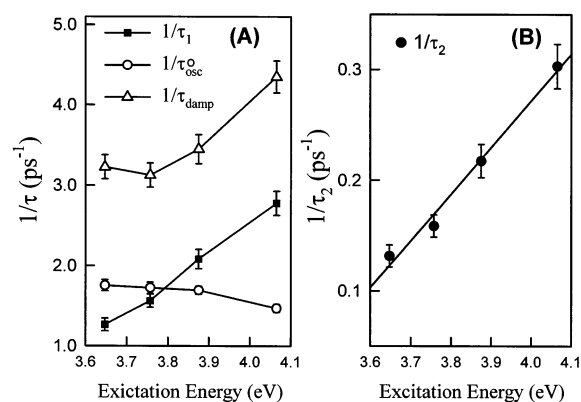 5.0
4.0
3.0
2.0
1.0
1/τ (ps⁻¹)
1/τ₁
1/τ°osc
1/τdamp
(A)
3.6 3.7 3.8 3.9 4.0 4.1
Exictation Energy (eV)
0.3
0.2
0.1
1/τ₂ (ps⁻¹)
1/τ₂
(B)
3.6 3.7 3.8 3.9 4.0 4.1
Excitation Energy (eV)